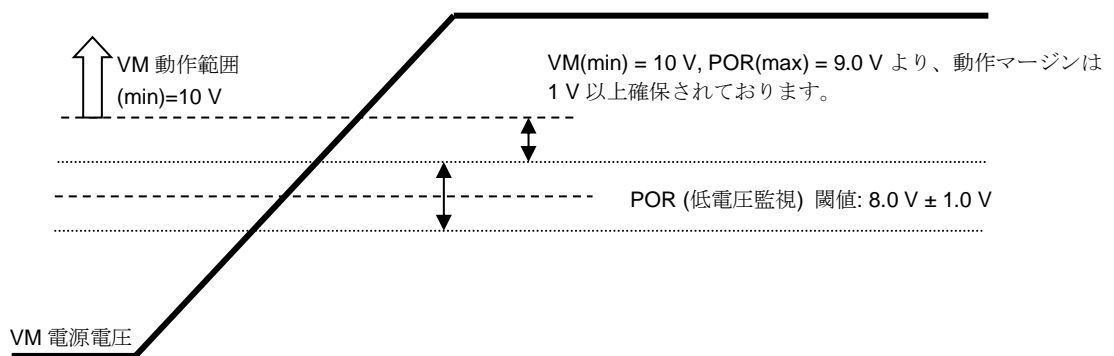 VM 動作範囲
(min)=10 V
VM(min) = 10 V, POR(max) = 9.0 V より、動作マージンは
1 V 以上確保されております。
POR (低電圧監視) 閾値: 8.0 V ± 1.0 V
VM 電源電圧